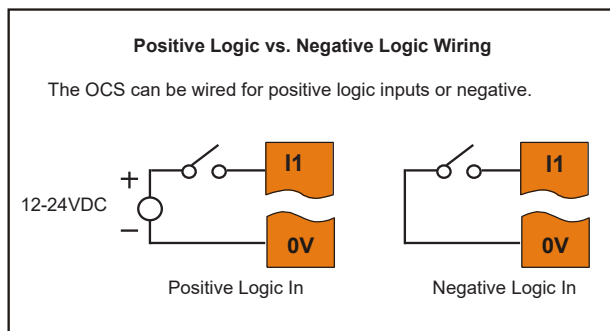 Positive Logic vs. Negative Logic Wiring
The OCS can be wired for positive logic inputs or negative.
I1
I1
+
12-24VDC
–
0V
0V
Positive Logic In
Negative Logic In